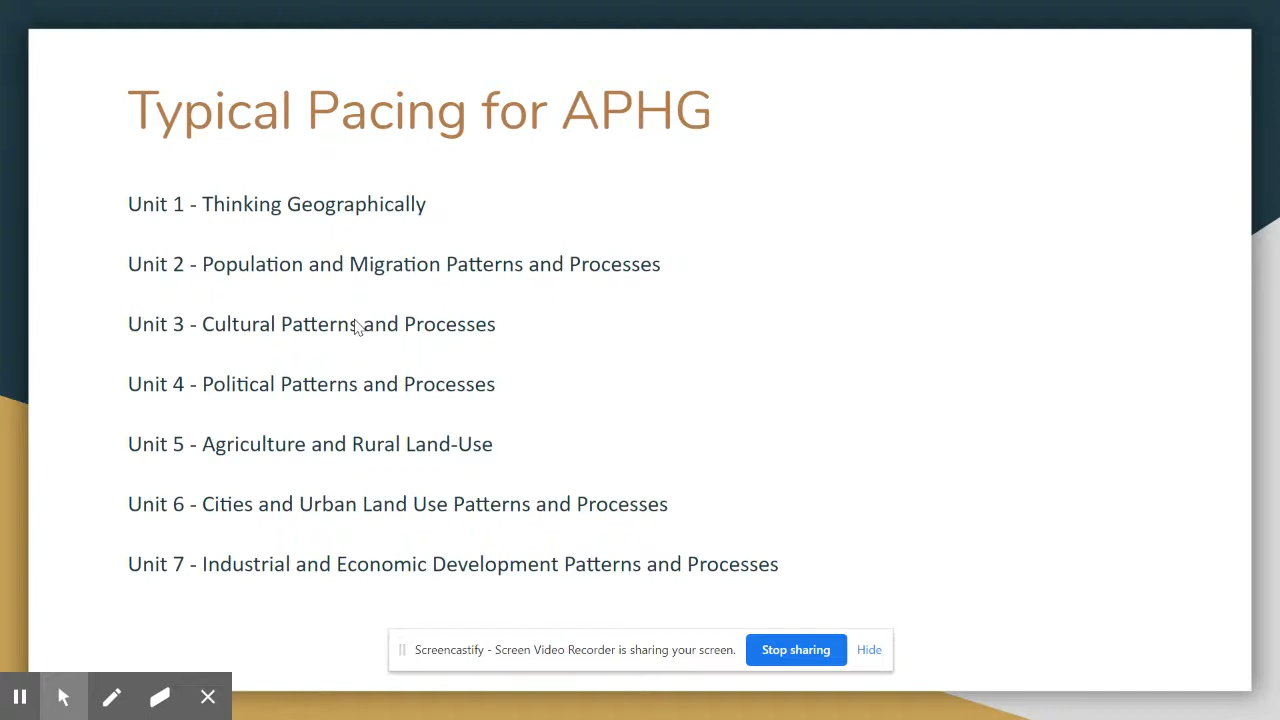 Typical Pacing for APHG
Unit 1 - Thinking Geographically
Unit 2 - Population and Migration Patterns and Processes
Unit 3 - Cultural Patterns and Processes
Unit 4 - Political Patterns and Processes
Unit 5 - Agriculture and Rural Land-Use
Unit 6 - Cities and Urban Land Use Patterns and Processes
Unit 7 - Industrial and Economic Development Patterns and Processes
Screencastify - Screen Video Recorder is sharing your screen. Stop sharing Hide